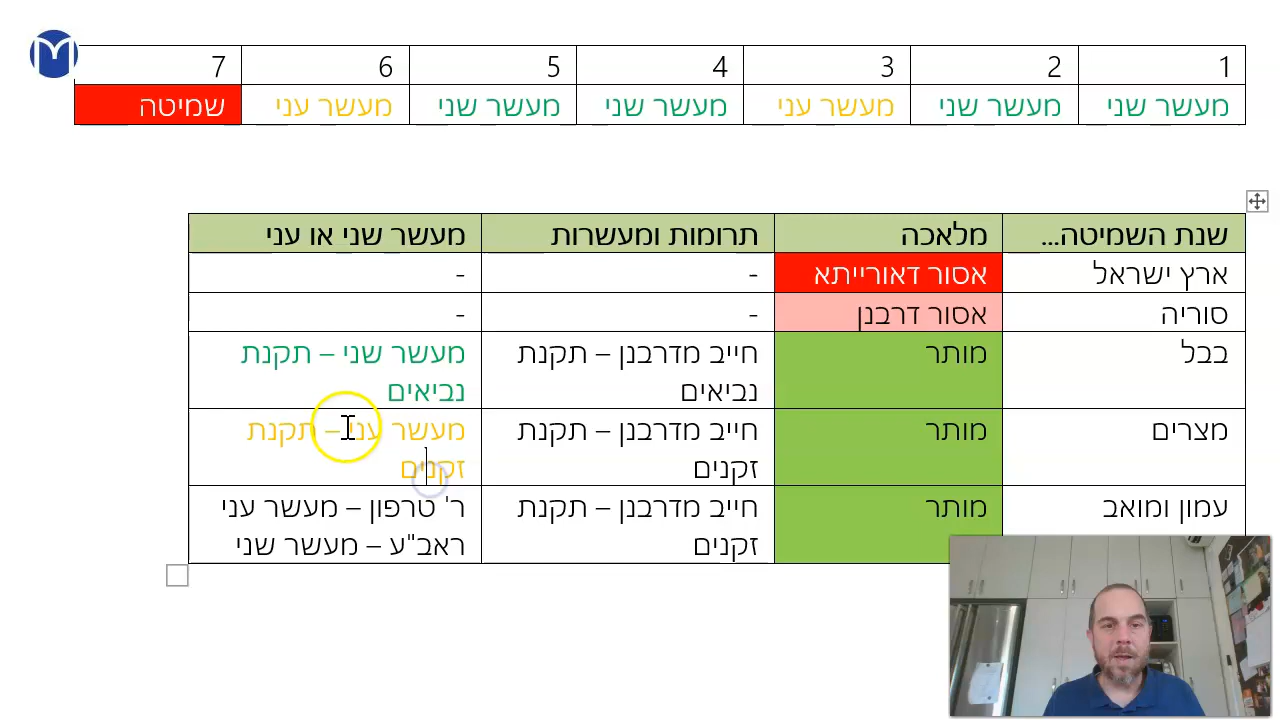 1 2 3 4 5 6 7
מעשר שני מעשר שני מעשר עני מעשר שני מעשר שני מעשר עני שמיטה
שנת השמיטה... מלאכה תרומות ומעשרות מעשר שני או עני
ארץ ישראל אסור דאורייתא - -
סוריה אסור דרבנן - -
בבל מותר חייב מדרבנן – תקנת מעשר שני – תקנת
נביאים נביאים
מצרים מותר חייב מדרבנן – תקנת מעשר עני – תקנת
זקנים זקנים
עמון ומואב מותר חייב מדרבנן – תקנת ר' טרפון – מעשר עני
זקנים ראב"ע – מעשר שני